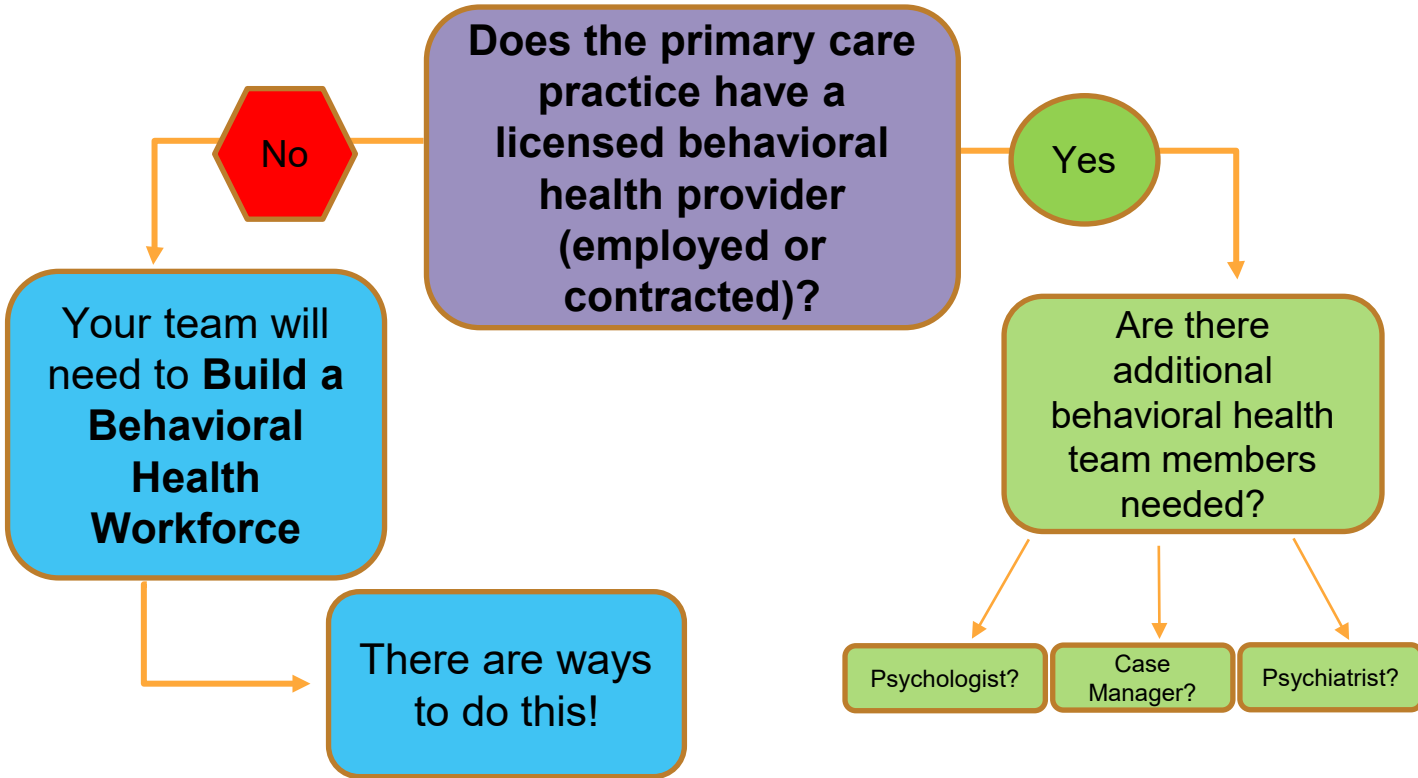 Does the primary care
practice have a
licensed behavioral
health provider
(employed or
contracted)?
No
Yes
Your team will
need to Build a
Behavioral
Health
Workforce
There are ways
to do this!
Are there
additional
behavioral health
team members
needed?
Psychologist?
Case
Manager?
Psychiatrist?